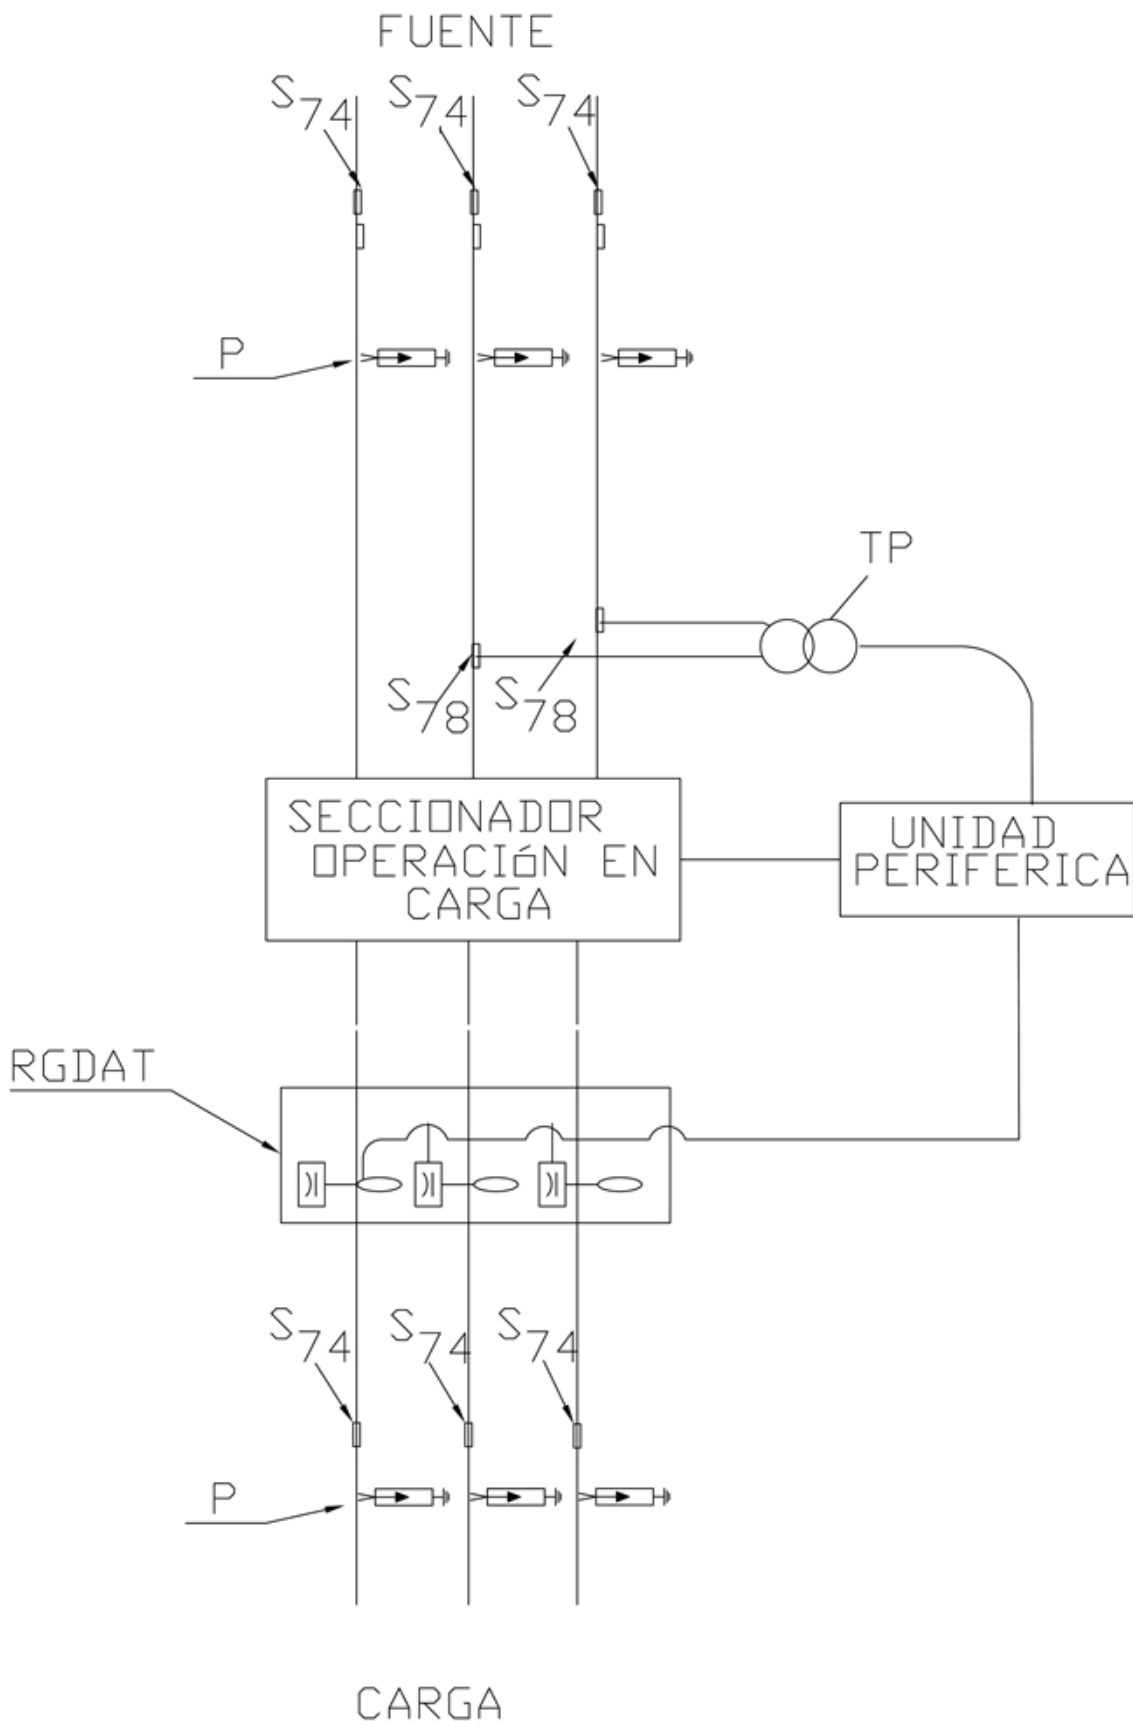 FUENTE
S74 S74 S74
P
TP
S78 S78
SECCIONADOR
OPERACIóN EN
CARGA
UNIDAD
PERIFERICA
RGDAT
S74 S74 S74
P
CARGA